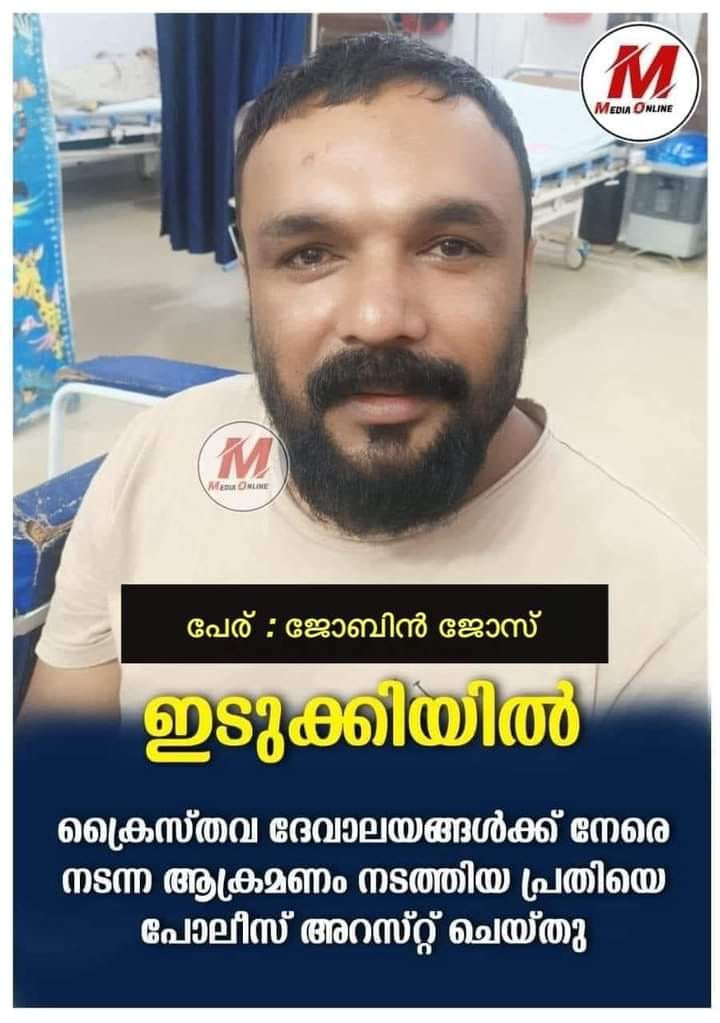 M
MEDIA ONLINE
M
MEDIA ONLINE
പേര് : ജോബിൻ ജോസ്
ഇടുക്കിയിൽ
ക്രൈസ്തവ ദേവാലയങ്ങൾക്ക് നേരെ
നടന്ന ആക്രമണം നടത്തിയ പ്രതിയെ
പോലീസ് അറസ്റ്റ് ചെയ്തു